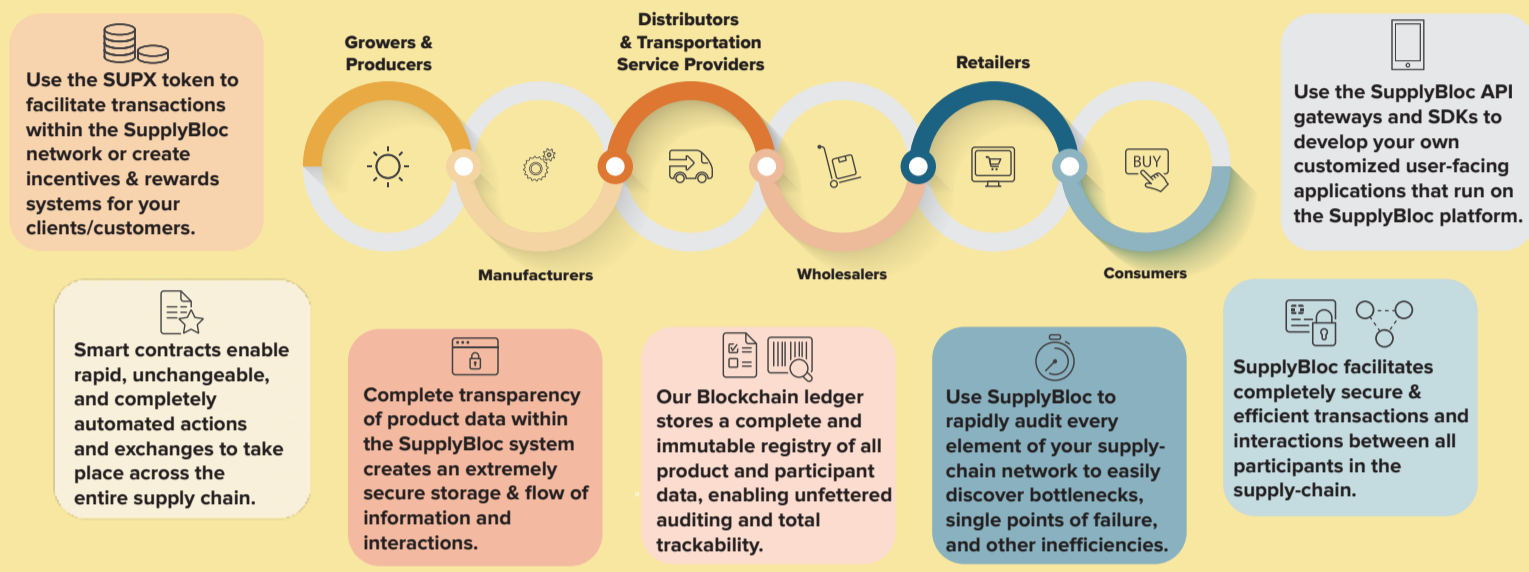 Use the SUPX token to
facilitate transactions
within the SupplyBloc
network or create
incentives & rewards
systems for your
clients/customers.
Growers &
Producers
Distributors
& Transportation
Service Providers
Retailers
BUY
Manufacturers
Wholesalers
Consumers
Use the SupplyBloc API
gateways and SDKs to
develop your own
customized user-facing
applications that run on
the SupplyBloc platform.
Smart contracts enable
rapid, unchangeable,
and completely
automated actions
and exchanges to take
place across the
entire supply chain.
Complete transparency
of product data within
the SupplyBloc system
creates an extremely
secure storage & flow of
information and
interactions.
Our Blockchain ledger
stores a complete and
immutable registry of all
product and participant
data, enabling unfettered
auditing and total
trackability.
Use SupplyBloc to
rapidly audit every
element of your supply-
chain network to easily
discover bottlenecks,
single points of failure,
and other inefficiencies.
SupplyBloc facilitates
completely secure &
efficient transactions and
interactions between all
participants in the
supply-chain.